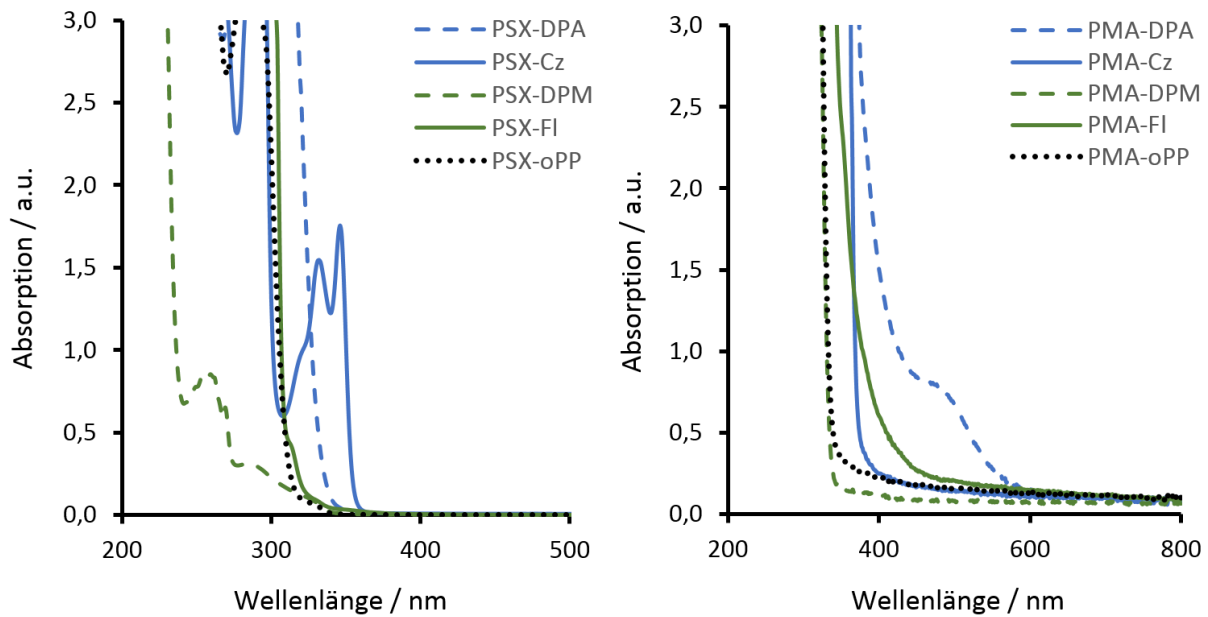 3,0
2,5
2,0
1,5
1,0
0,5
0,0
Absorption / a.u.
200
300
400
500
Wellenlänge / nm
PSX-DPA
PSX-Cz
PSX-DPM
PSX-Fl
PSX-oPP
3,0
2,5
2,0
1,5
1,0
0,5
0,0
Absorption / a.u.
200
400
600
800
Wellenlänge / nm
PMA-DPA
PMA-Cz
PMA-DPM
PMA-Fl
PMA-oPP